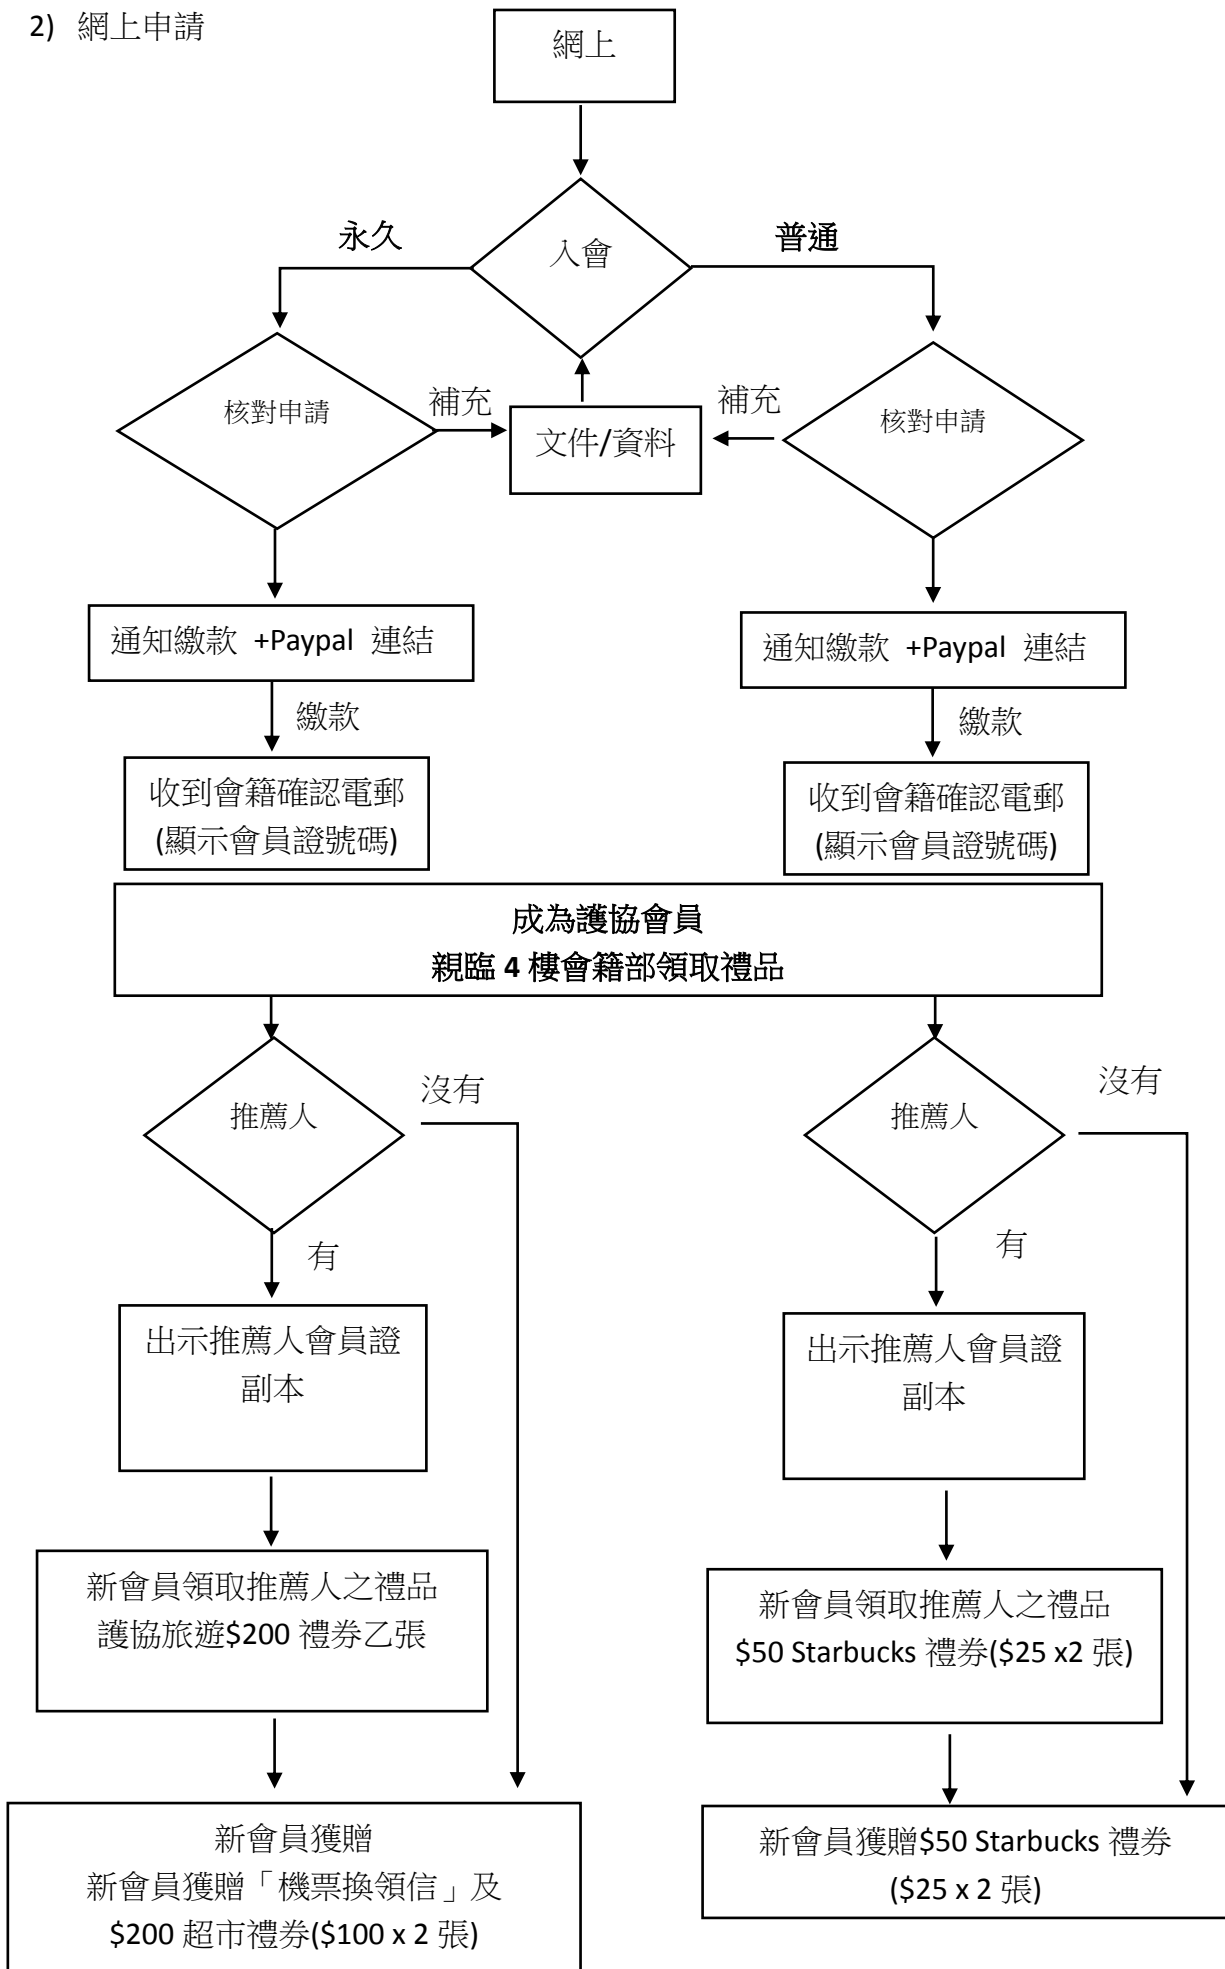 2) 網上申請
網上
入會
永久
普通
核對申請
補充
文件/資料
補充
核對申請
通知繳款 +Paypal 連結
通知繳款 +Paypal 連結
繳款
繳款
收到會籍確認電郵
(顯示會員證號碼)
收到會籍確認電郵
(顯示會員證號碼)
成為護協會員
親臨 4 樓會籍部領取禮品
推薦人
沒有
推薦人
沒有
有
有
出示推薦人會員證
副本
出示推薦人會員證
副本
新會員領取推薦人之禮品
護協旅遊$200 禮券乙張
新會員領取推薦人之禮品
$50 Starbucks 禮券($25 x2 張)
新會員獲贈
新會員獲贈「機票換領信」及
$200 超市禮券($100 x 2 張)
新會員獲贈$50 Starbucks 禮券
($25 x 2 張)